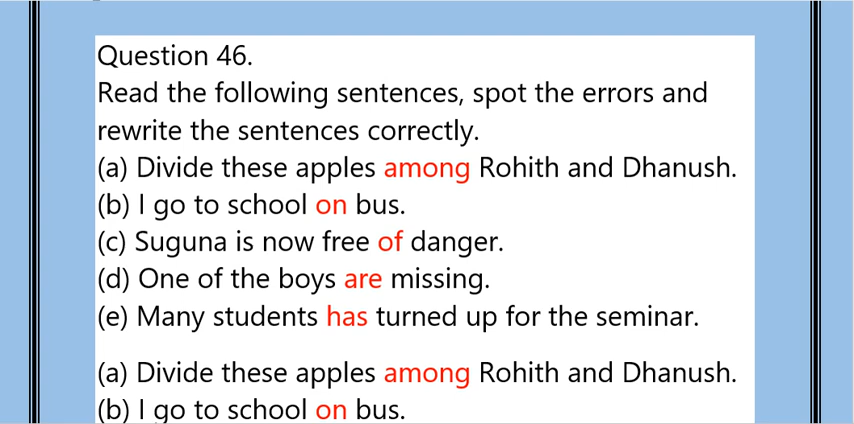 Question 46.
Read the following sentences, spot the errors and
rewrite the sentences correctly.
(a) Divide these apples among Rohith and Dhanush.
(b) I go to school on bus.
(c) Suguna is now free of danger.
(d) One of the boys are missing.
(e) Many students has turned up for the seminar.
(a) Divide these apples among Rohith and Dhanush.
(b) I go to school on bus.